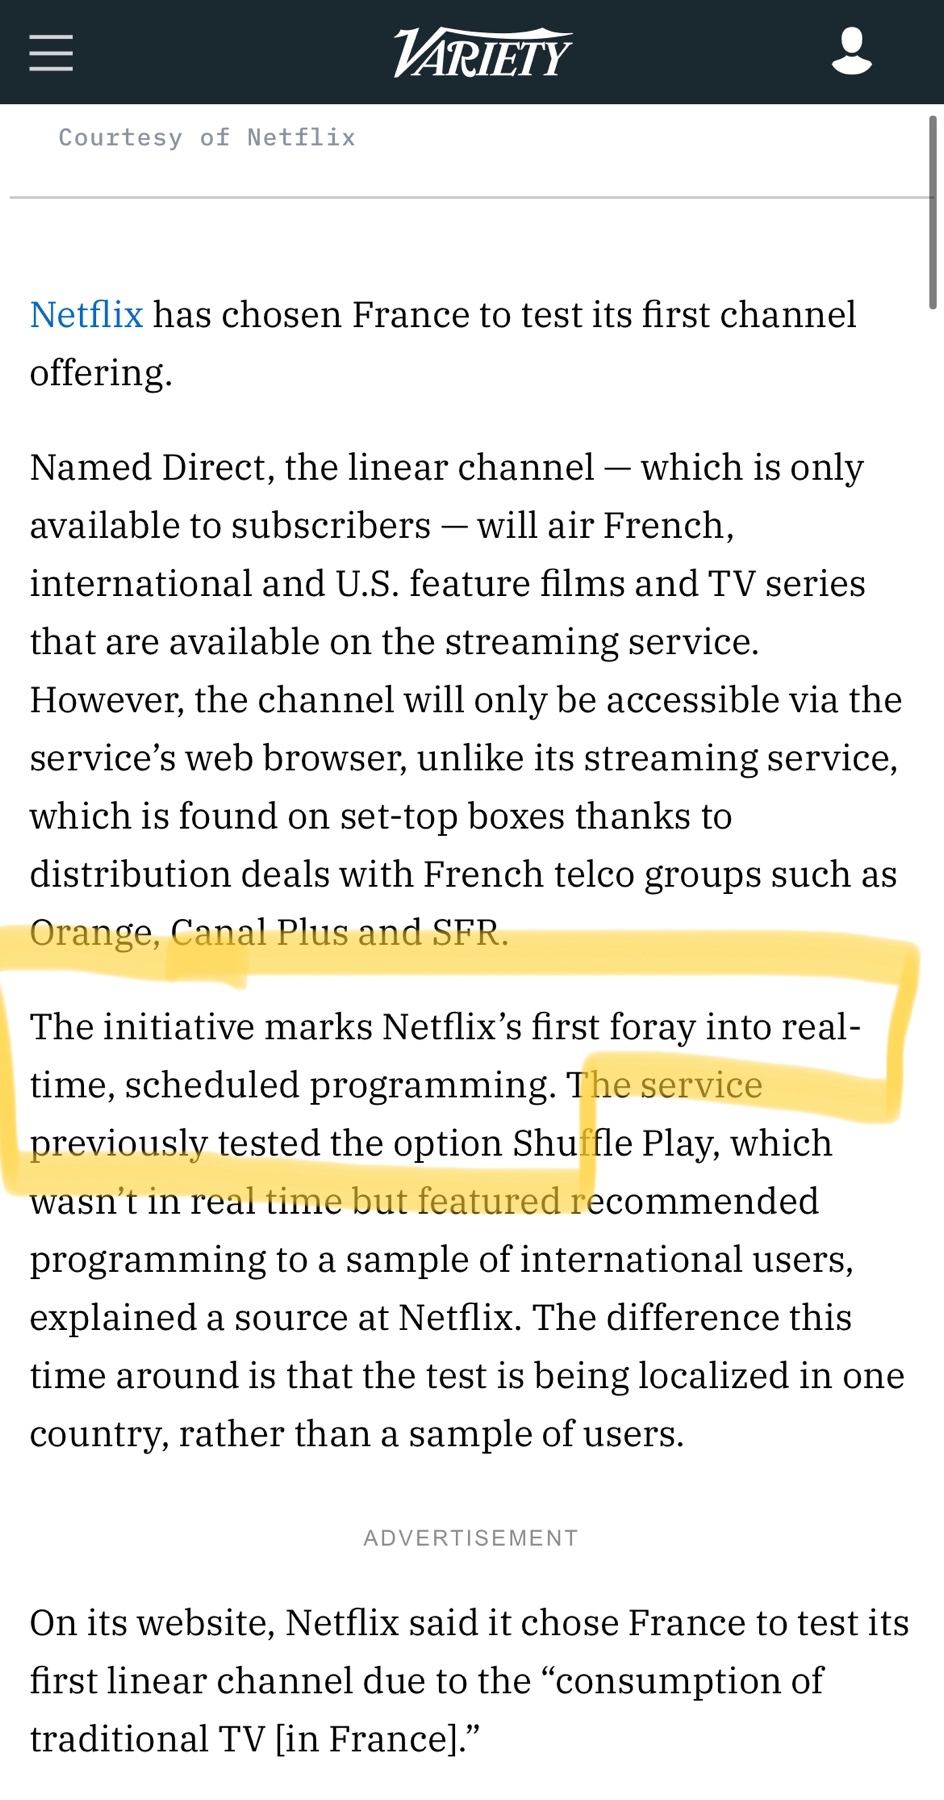 VARIETY
Courtesy of Netflix
Netflix has chosen France to test its first channel
offering.
Named Direct, the linear channel — which is only
available to subscribers — will air French,
international and U.S. feature films and TV series
that are available on the streaming service.
However, the channel will only be accessible via the
service’s web browser, unlike its streaming service,
which is found on set-top boxes thanks to
distribution deals with French telco groups such as
Orange, Canal Plus and SFR.
The initiative marks Netflix’s first foray into real-
time, scheduled programming. The service
previously tested the option Shuffle Play, which
wasn’t in real time but featured recommended
programming to a sample of international users,
explained a source at Netflix. The difference this
time around is that the test is being localized in one
country, rather than a sample of users.
ADVERTISEMENT
On its website, Netflix said it chose France to test its
first linear channel due to the “consumption of
traditional TV [in France].”